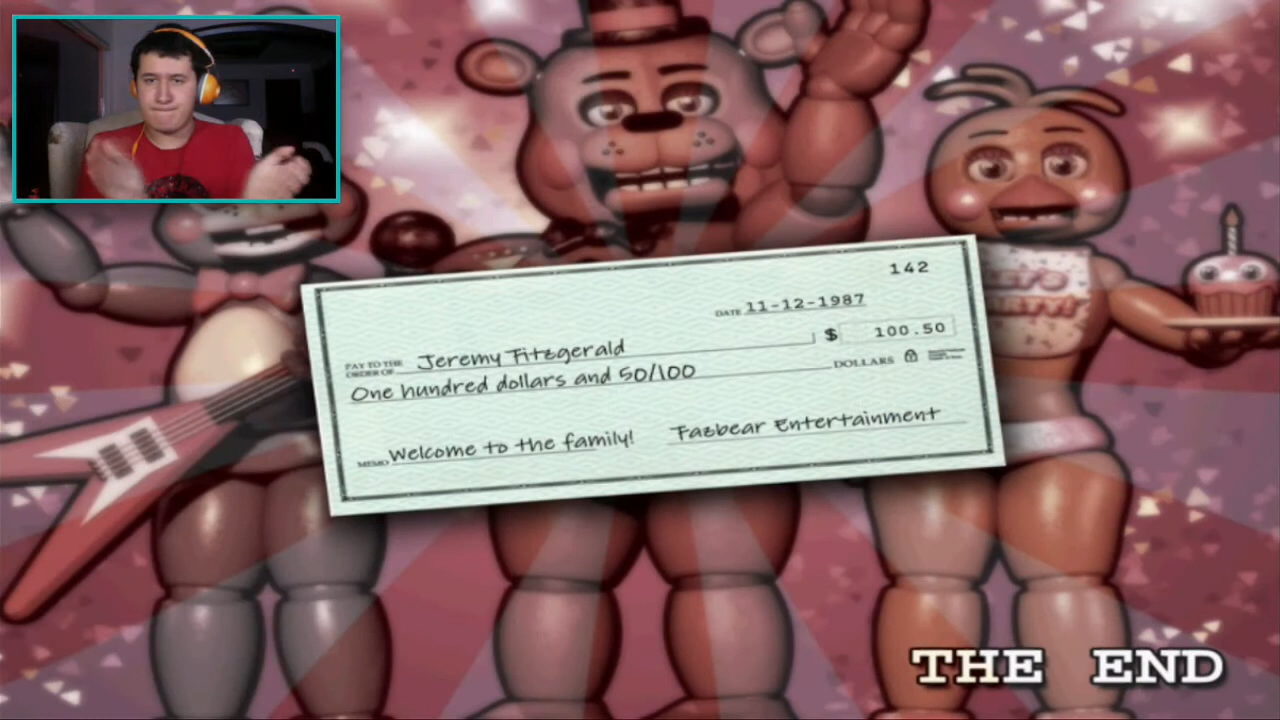 142
DATE 11-12-1987
PAY TO THE
ORDER OF Jeremy Fitzgerald $ 100.50
One hundred dollars and 50/100 DOLLARS
MEMO Welcome to the family! Fazbear Entertainment
THE END